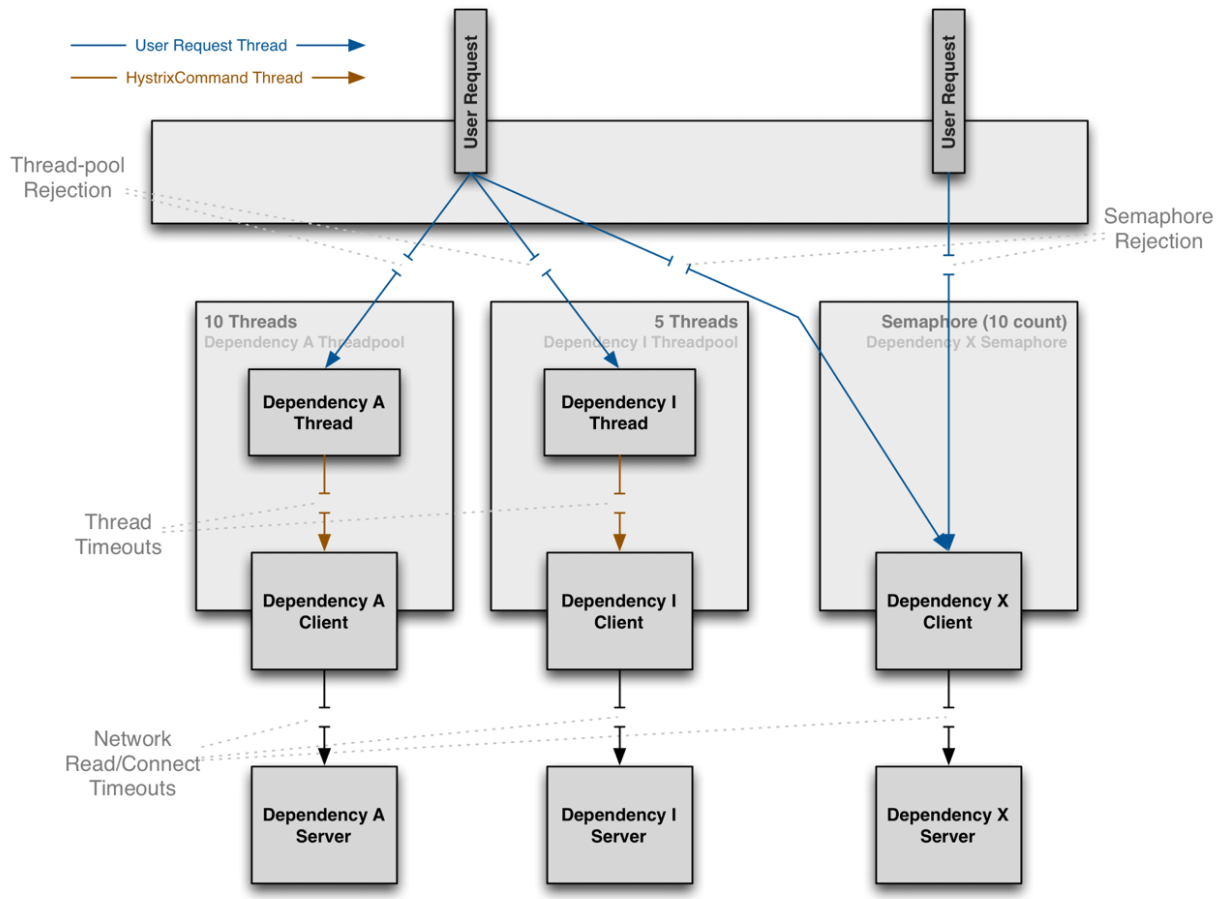 User Request Thread
HystrixCommand Thread
User Request
User Request
Thread-pool
Rejection
Semaphore
Rejection
10 Threads
Dependency A Threadpool
5 Threads
Dependency I Threadpool
Semaphore (10 count)
Dependency X Semaphore
Dependency A
Thread
Dependency I
Thread
Thread
Timeouts
Dependency A
Client
Dependency I
Client
Dependency X
Client
Network
Read/Connect
Timeouts
Dependency A
Server
Dependency I
Server
Dependency X
Server